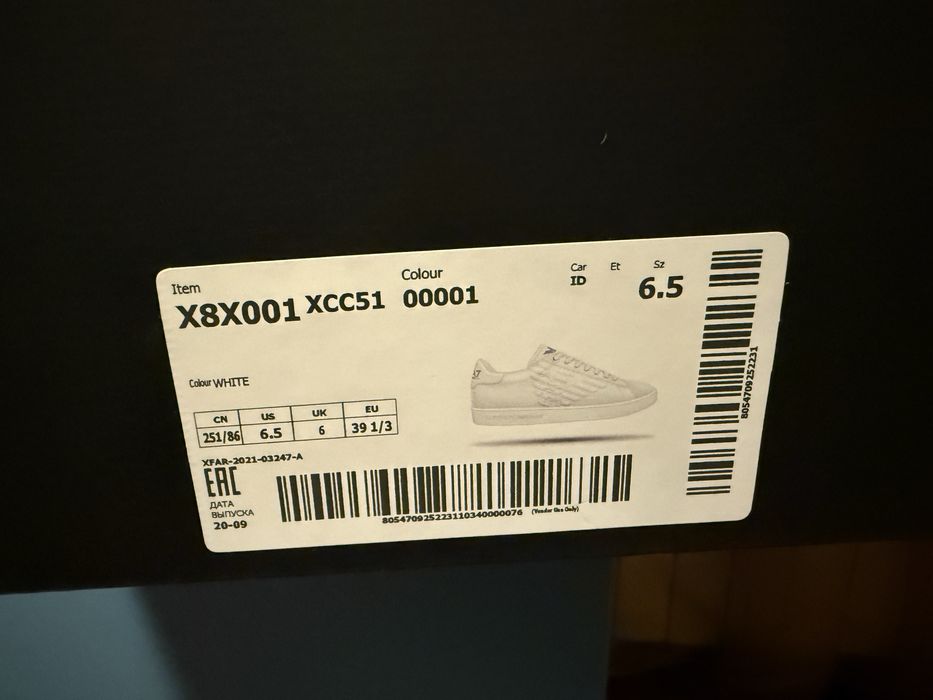 Item
X8X001 XCC51
Colour
00001
Car Et Sz
ID 6.5
Colour WHITE
CN US UK EU
251/86 6.5 6 39 1/3
XFAR-2021-03247-A
EAC
ДАТА
ВЫПУСКА
20-09
805470925223110340000076 (Vendor Use Only)
8054709252231